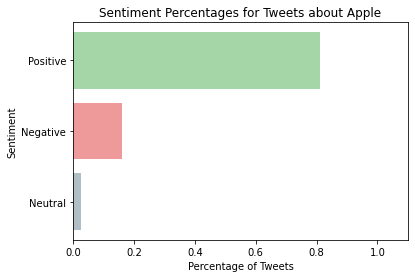 Sentiment Percentages for Tweets about Apple
Sentiment
Positive
Negative
Neutral
0.0 0.2 0.4 0.6 0.8 1.0
Percentage of Tweets